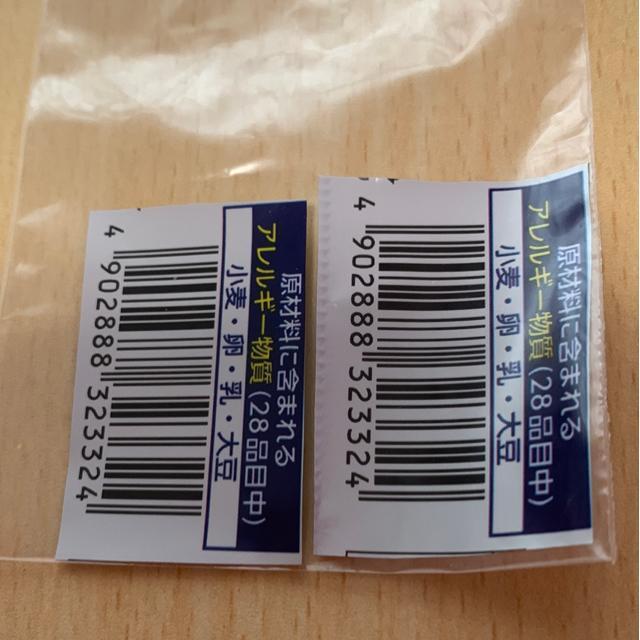 原材料に含まれる
アレルギー物質(28品目中)
小麦・卵・乳・大豆
4 902888 323324
原材料に含まれる
アレルギー物質(28品目中)
小麦・卵・乳・大豆
4 902888 323324